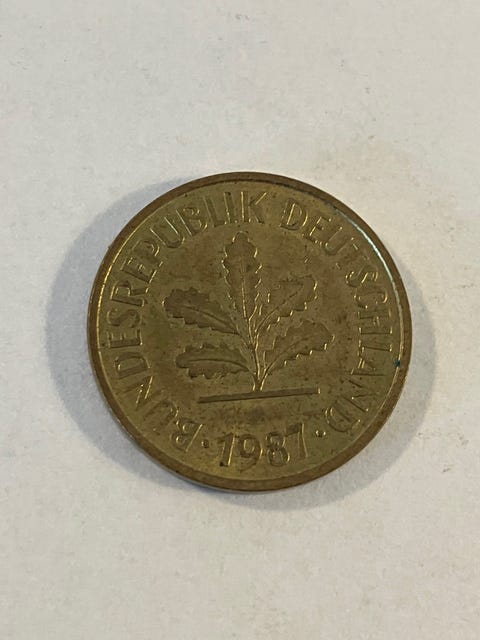 BUNDESREPUBLIK DEUTSCHLAND
· 1987 ·